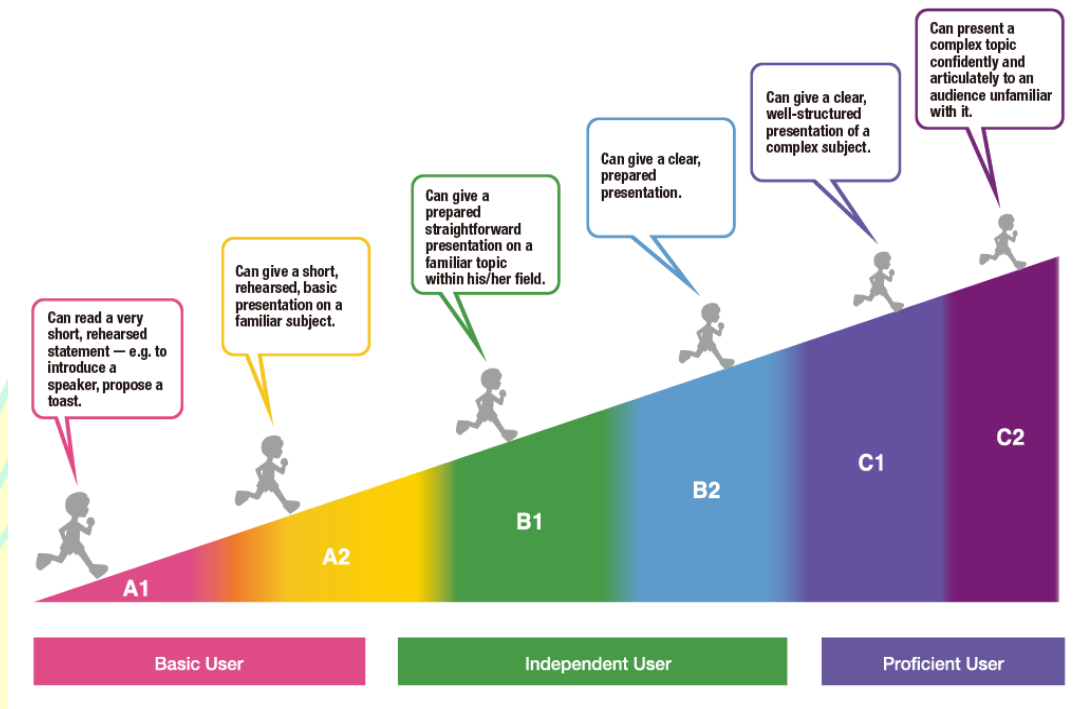 Can read a very
short, rehearsed
statement — e.g. to
introduce a
speaker, propose a
toast.
Can give a short,
rehearsed, basic
presentation on a
familiar subject.
Can give a
prepared
straightforward
presentation on a
familiar topic
within his/her field.
Can give a clear,
prepared
presentation.
Can give a clear,
well-structured
presentation of a
complex subject.
Can present a
complex topic
confidently and
articulately to an
audience unfamiliar
with it.
A1
A2
B1
B2
C1
C2
Basic User
Independent User
Proficient User